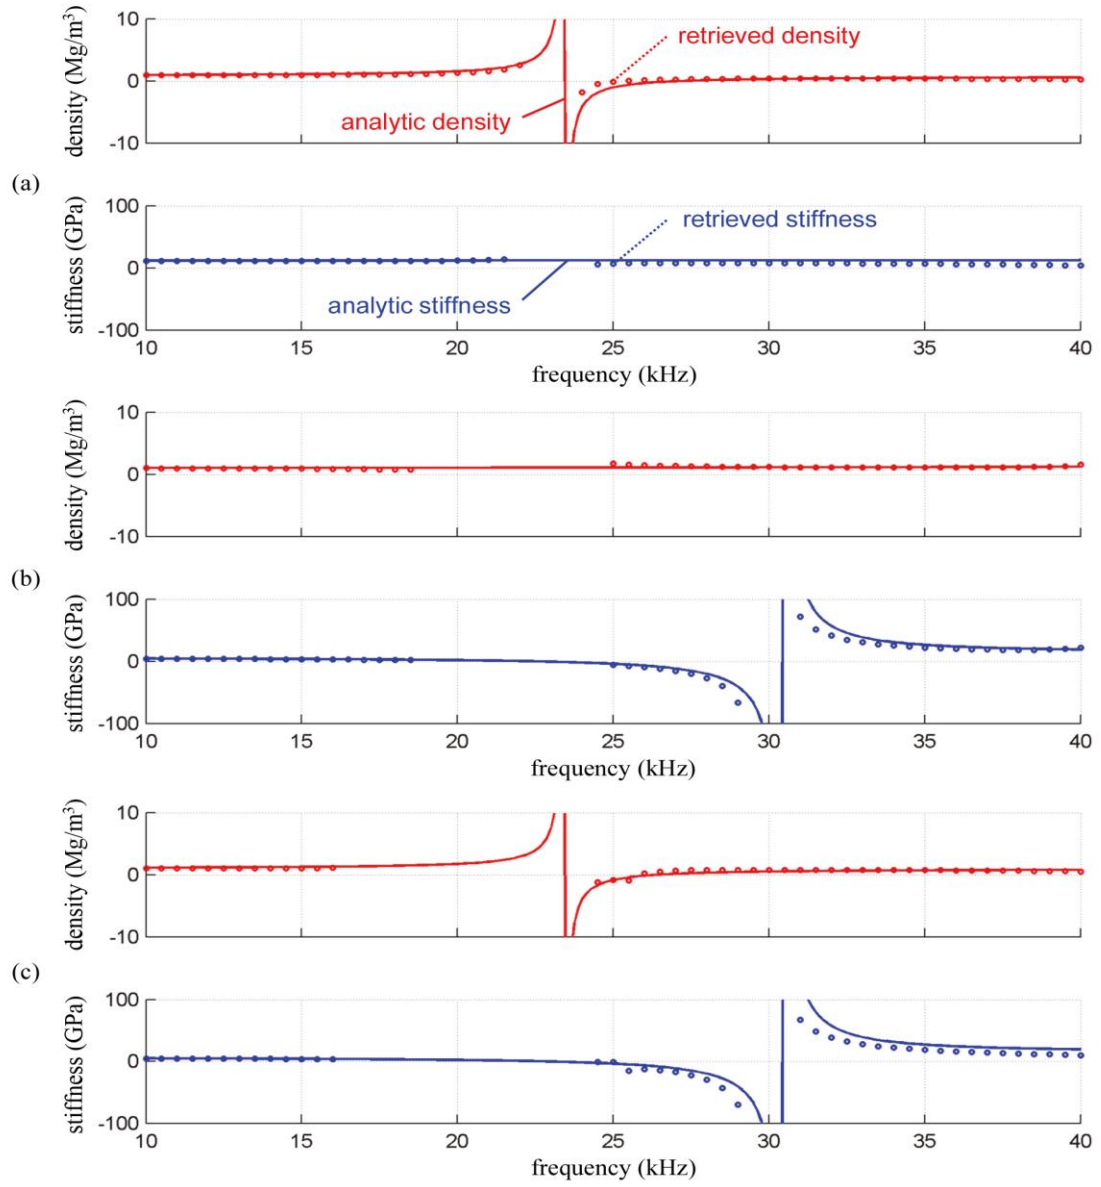 10
density (Mg/m³)
0
-10
retrieved density
analytic density
(a)
100
stiffness (GPa)
0
-100
retrieved stiffness
analytic stiffness
10 15 20 25 30 35 40
frequency (kHz)
10
density (Mg/m³)
0
-10
(b)
100
stiffness (GPa)
0
-100
10 15 20 25 30 35 40
frequency (kHz)
10
density (Mg/m³)
0
-10
(c)
100
stiffness (GPa)
0
-100
10 15 20 25 30 35 40
frequency (kHz)